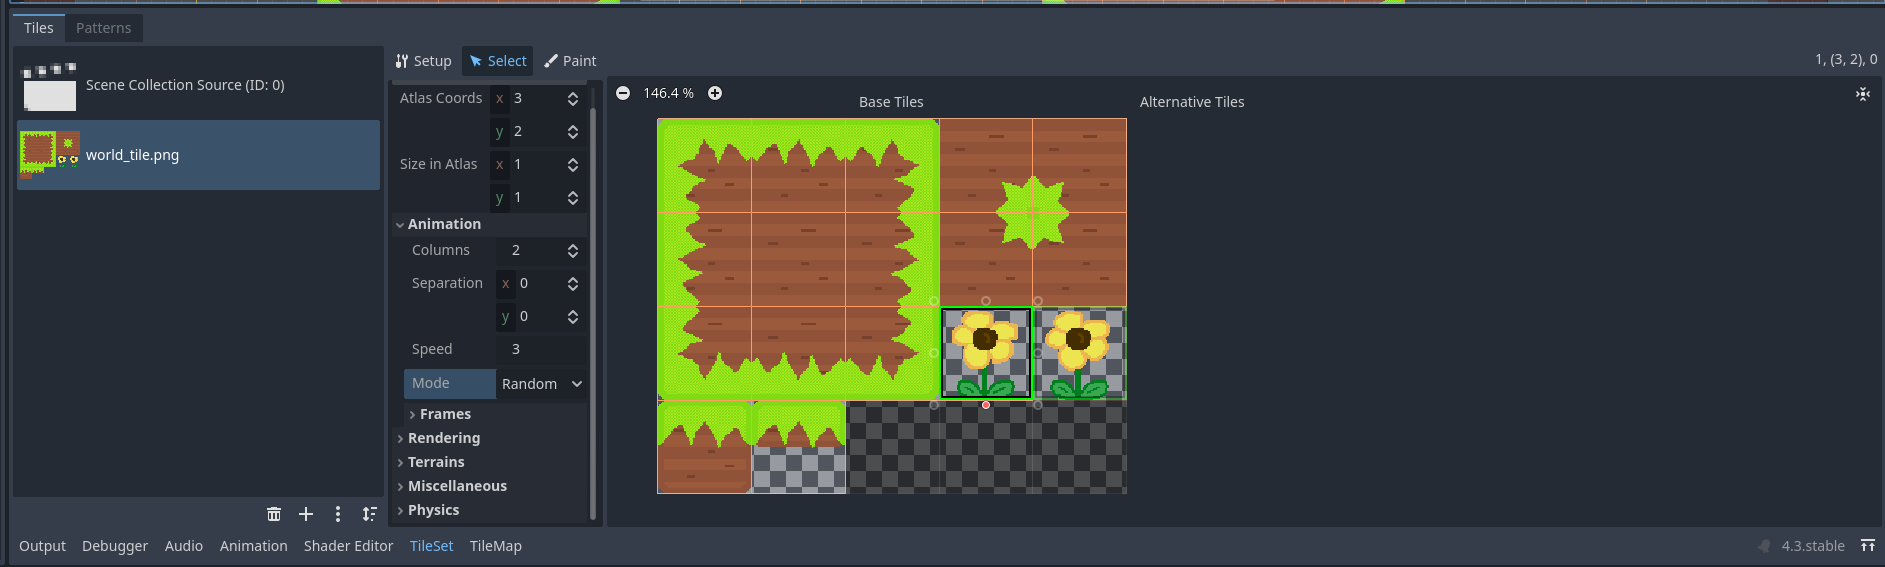 Tiles Patterns
Scene Collection Source (ID: 0)
world_tile.png
Setup Select Paint
Atlas Coords x 3
y 2
Size in Atlas x 1
y 1
Animation
Columns 2
Separation x 0
y 0
Speed 3
Mode Random
Frames
Rendering
Terrains
Miscellaneous
Physics
1, (3, 2), 0
146.4 %
Base Tiles
Alternative Tiles
Output Debugger Audio Animation Shader Editor TileSet TileMap
4.3.stable